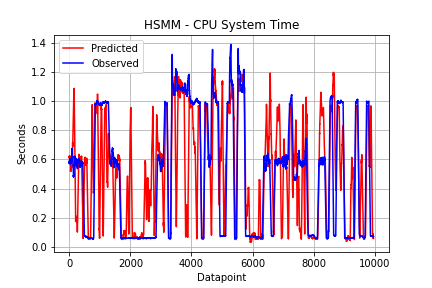 HSMM - CPU System Time
Predicted
Observed
Seconds
1.4
1.2
1.0
0.8
0.6
0.4
0.2
0.0
0 2000 4000 6000 8000 10000
Datapoint